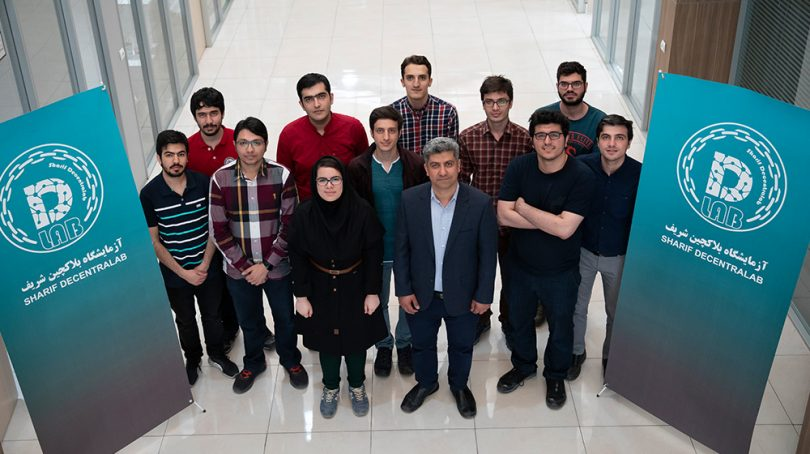 Sharif Decentralab
D
LAB
آزمایشگاه بلاکچین شریف
SHARIF DECENTRALAB
Sharif Decentralab
D
LAB
آزمایشگاه بلاکچین شریف
SHARIF DECENTRALAB